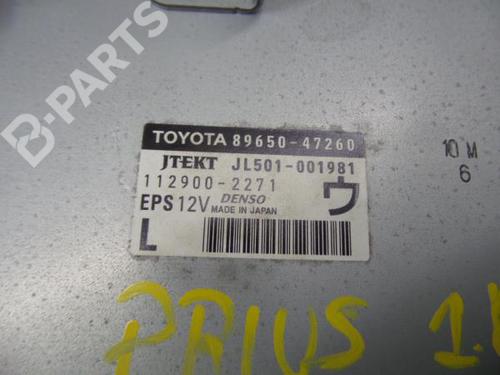 B-PARTS
TOYOTA 89650-47260
JTEKT JL501-001981
112900-2271
EPS 12V DENSO
MADE IN JAPAN
ウ
L
10 M
6
PRIUS 1.